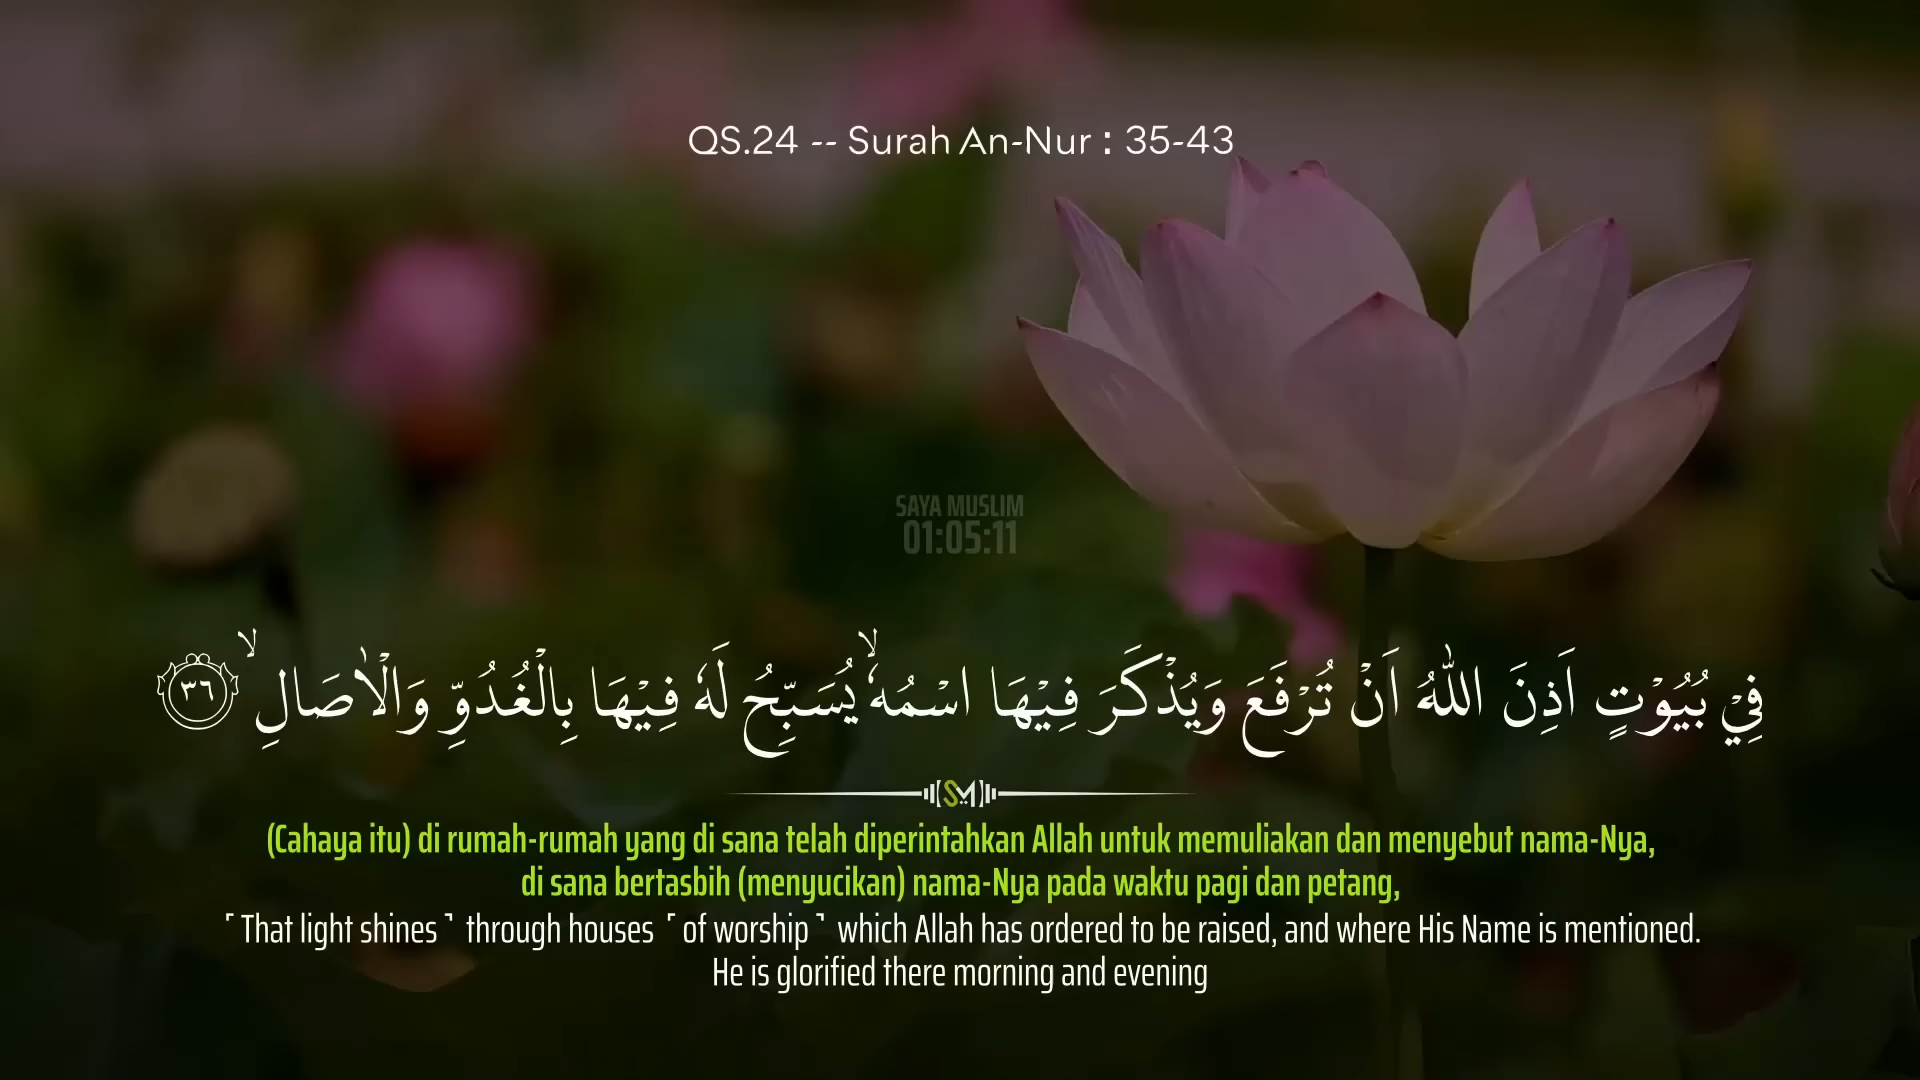 QS.24 -- Surah An-Nur : 35-43
SAYA MUSLIM
01:05:11
فِيْ بُيُوْتٍ اَذِنَ اللّٰهُ اَنْ تُرْفَعَ وَيُذْكَرَ فِيْهَا اسْمُهٗۙ يُسَبِّحُ لَهٗ فِيْهَا بِالْغُدُوِّ وَالْاٰصَالِۙ ٣٦
SM
(Cahaya itu) di rumah-rumah yang di sana telah diperintahkan Allah untuk memuliakan dan menyebut nama-Nya,
di sana bertasbih (menyucikan) nama-Nya pada waktu pagi dan petang,
˹That light shines˺ through houses ˹of worship˺ which Allah has ordered to be raised, and where His Name is mentioned.
He is glorified there morning and evening